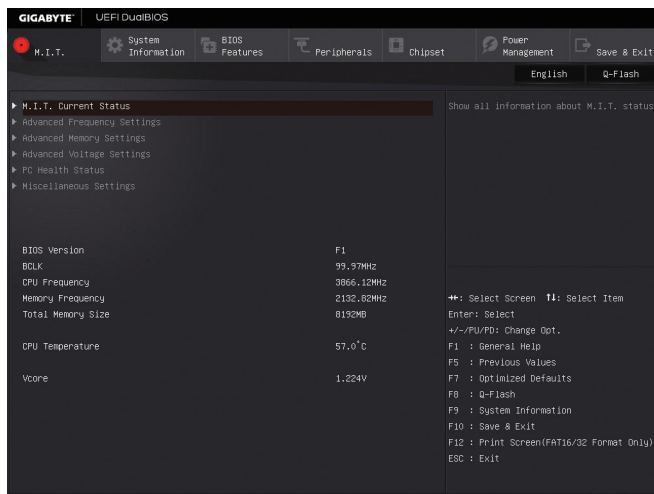 GIGABYTE™ UEFI DualBIOS
M.I.T.
System Information
BIOS Features
Peripherals
Chipset
Power Management
Save & Exit
English Q-Flash
M.I.T. Current Status
Advanced Frequency Settings
Advanced Memory Settings
Advanced Voltage Settings
PC Health Status
Miscellaneous Settings
Show all information about M.I.T. status
BIOS Version F1
BCLK 99.97MHz
CPU Frequency 3866.12MHz
Memory Frequency 2132.82MHz
Total Memory Size 8192MB
CPU Temperature 57.0°C
Vcore 1.224V
→←: Select Screen ↑↓: Select Item
Enter: Select
+/-/PU/PD: Change Opt.
F1 : General Help
F5 : Previous Values
F7 : Optimized Defaults
F8 : Q-Flash
F9 : System Information
F10 : Save & Exit
F12 : Print Screen(FAT16/32 Format Only)
ESC : Exit